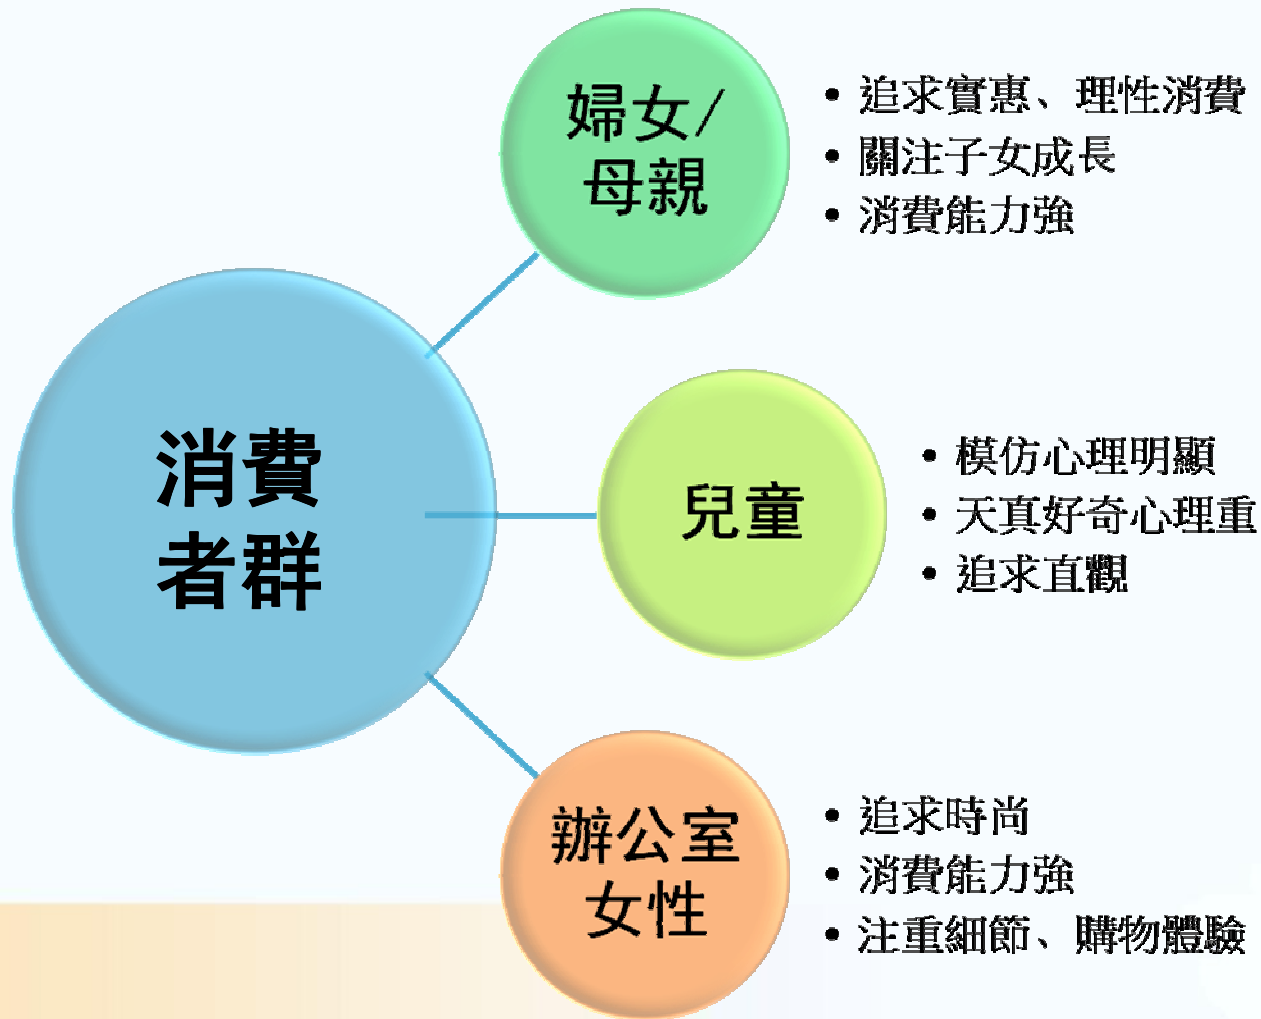 婦女/
母親
• 追求實惠、理性消費
• 關注子女成長
• 消費能力強
消費
者群
兒童
• 模仿心理明顯
• 天真好奇心理重
• 追求直觀
辦公室
女性
• 追求時尚
• 消費能力強
• 注重細節、購物體驗